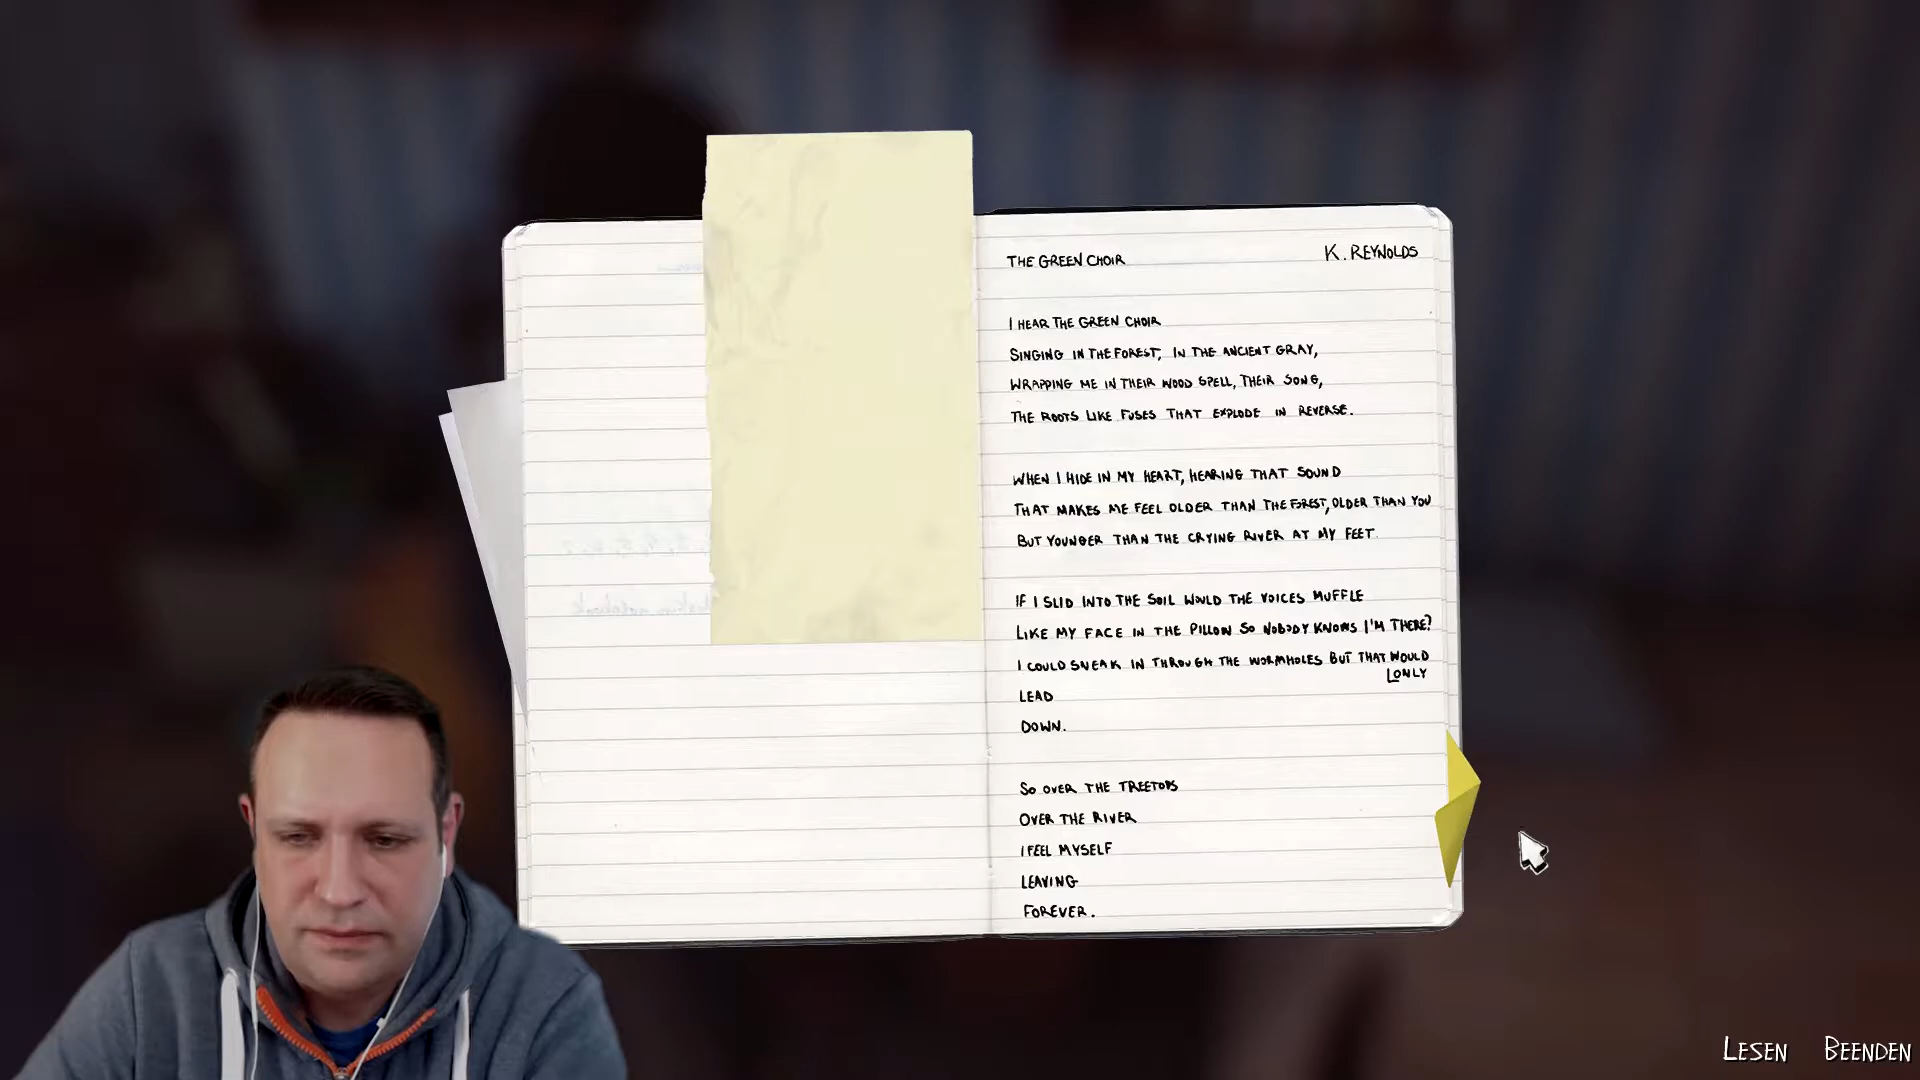 THE GREEN CHOIR
K. REYNOLDS
I HEAR THE GREEN CHOIR
SINGING IN THE FOREST, IN THE ANCIENT GRAY,
WRAPPING ME IN THEIR WOOD SPELL, THEIR SONG,
THE ROOTS LIKE FUSES THAT EXPLODE IN REVERSE.
WHEN I HIDE IN MY HEART, HEARING THAT SOUND
THAT MAKES ME FEEL OLDER THAN THE FOREST, OLDER THAN YOU
BUT YOUNGER THAN THE CRYING RIVER AT MY FEET.
IF I SLID INTO THE SOIL WOULD THE VOICES MUFFLE
LIKE MY FACE IN THE PILLOW SO NOBODY KNOWS I'M THERE?
I COULD SNEAK IN THROUGH THE WORMHOLES BUT THAT WOULD
ONLY
LEAD
DOWN.
SO OVER THE TREETOPS
OVER THE RIVER
I FEEL MYSELF
LEAVING
FOREVER.
LESEN BEENDEN